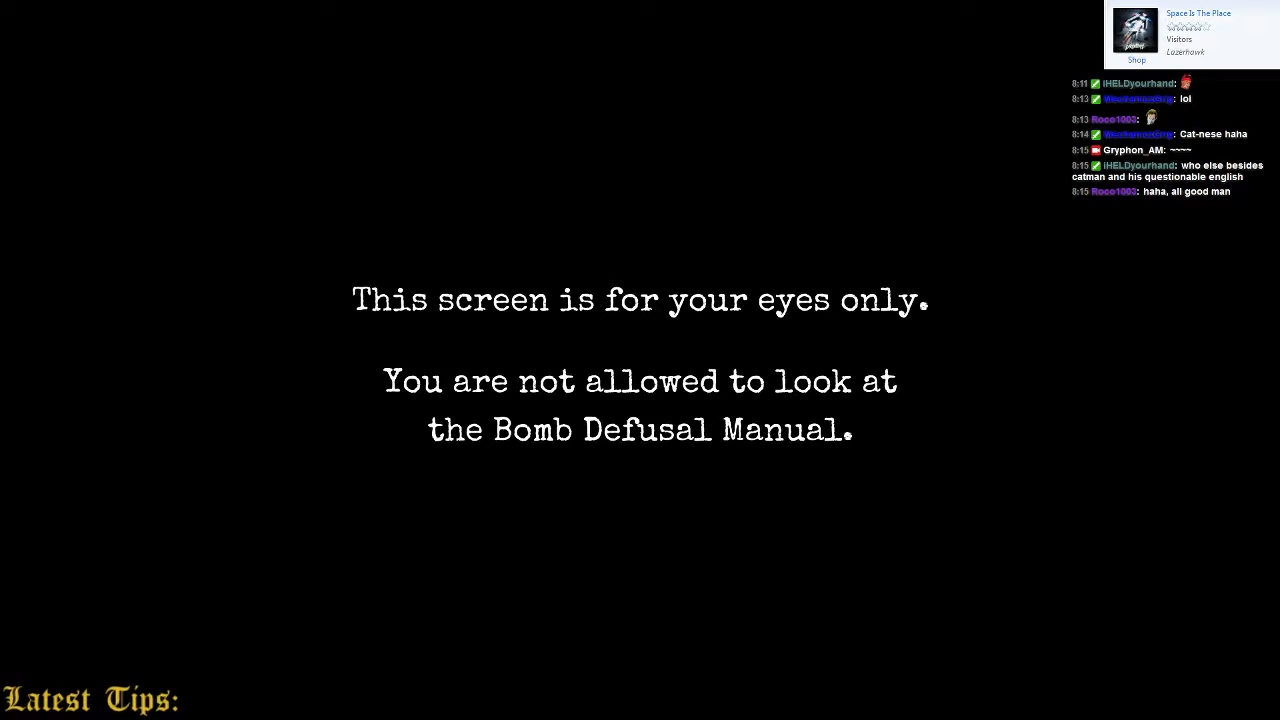 Space Is The Place
Visitors
Lazerhawk
Shop
8:11 iHELDyourhand:
8:13 : lol
8:13 Roco1003:
8:14 : Cat-nese haha
8:15 Gryphon_AM: ~~~~
8:15 iHELDyourhand: who else besides
catman and his questionable english
8:15 Roco1003: haha, all good man
This screen is for your eyes only.
You are not allowed to look at
the Bomb Defusal Manual.
Latest Tips: